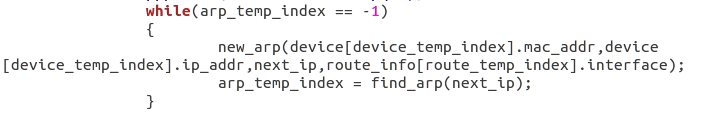 while(arp_temp_index == -1)
{
new_arp(device[device_temp_index].mac_addr,device
[device_temp_index].ip_addr,next_ip,route_info[route_temp_index].interface);
arp_temp_index = find_arp(next_ip);
}